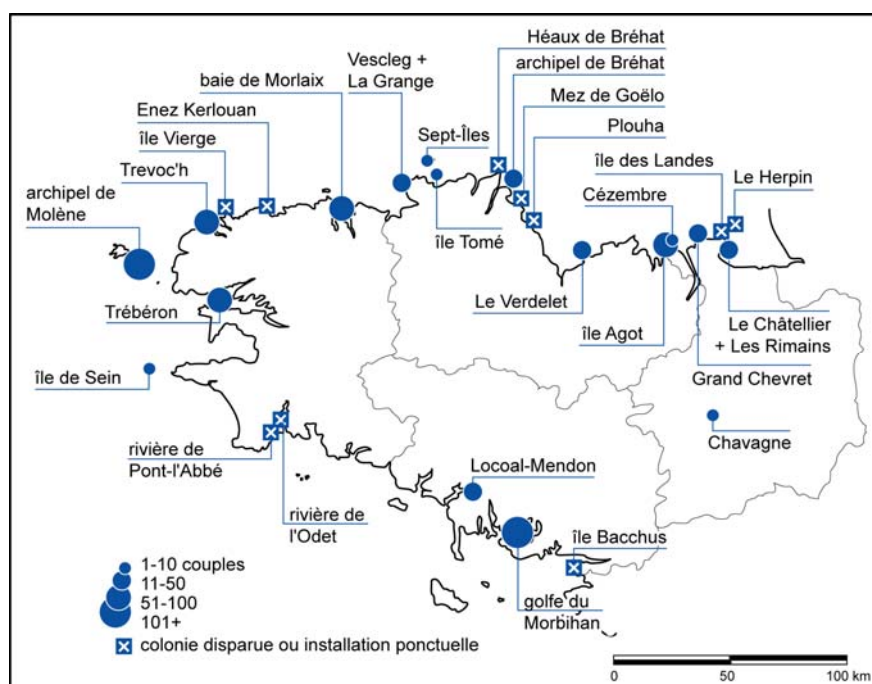 Héaux de Bréhat
Vescleg +
La Grange
archipel de Bréhat
baie de Morlaix
Mez de Goëlo
Enez Kerlouan
Sept-Îles
Plouha
île Vierge
île des Landes
Le Herpin
Trevoc'h
Cézembre
archipel de
Molène
île Tomé
Trébéron
Le Verdelet
île Agot
Le Châtellier
+ Les Rimains
île de Sein
Grand Chevret
Chavagne
rivière de
Pont-l'Abbé
Locoal-Mendon
rivière de
l'Odet
île Bacchus
1-10 couples
11-50
51-100
101+
golfe du
Morbihan
colonie disparue ou installation ponctuelle
0 50 100 km